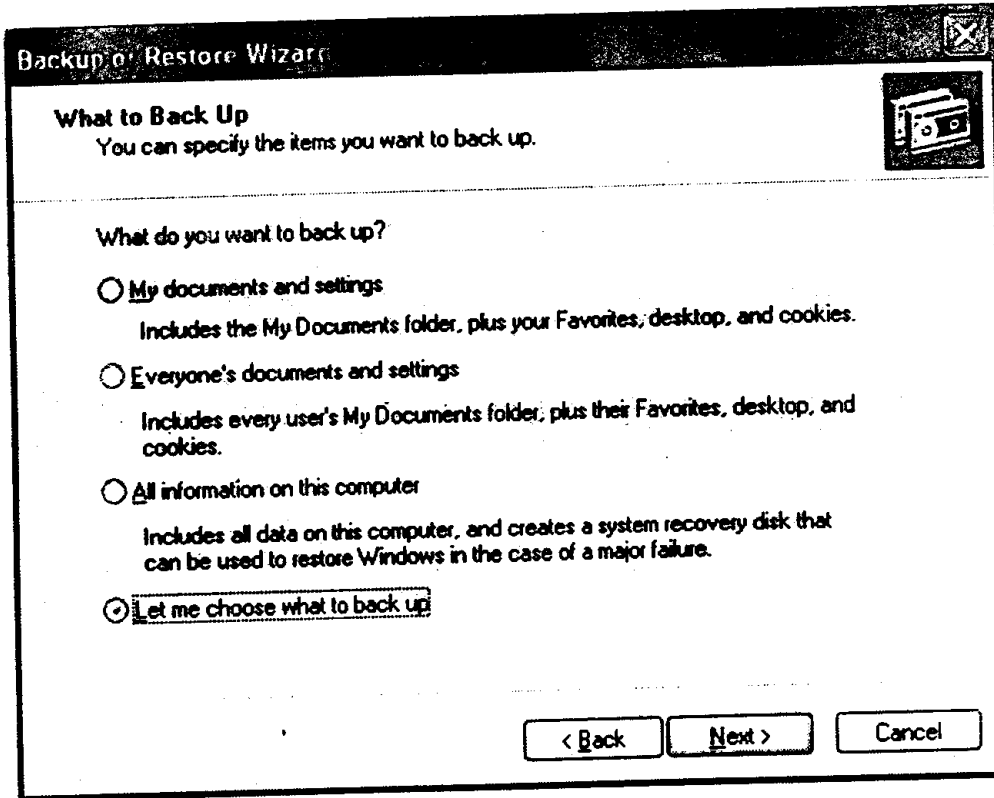 Backup or Restore Wizard
What to Back Up
You can specify the items you want to back up.
What do you want to back up?
My documents and settings
Includes the My Documents folder, plus your Favorites, desktop, and cookies.
Everyone's documents and settings
Includes every user's My Documents folder, plus their Favorites, desktop, and
cookies.
All information on this computer
Includes all data on this computer, and creates a system recovery disk that
can be used to restore Windows in the case of a major failure.
Let me choose what to back up
< Back
Next >
Cancel